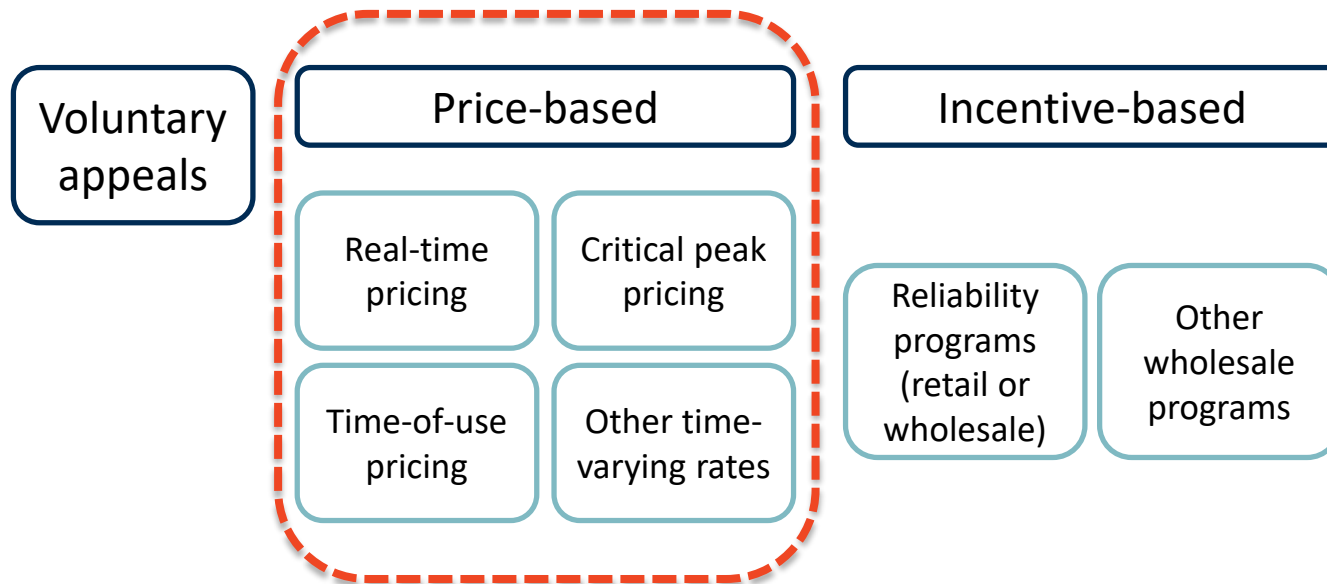 Voluntary
appeals
Price-based
Incentive-based
Real-time
pricing
Critical peak
pricing
Time-of-use
pricing
Other time-
varying rates
Reliability
programs
(retail or
wholesale)
Other
wholesale
programs